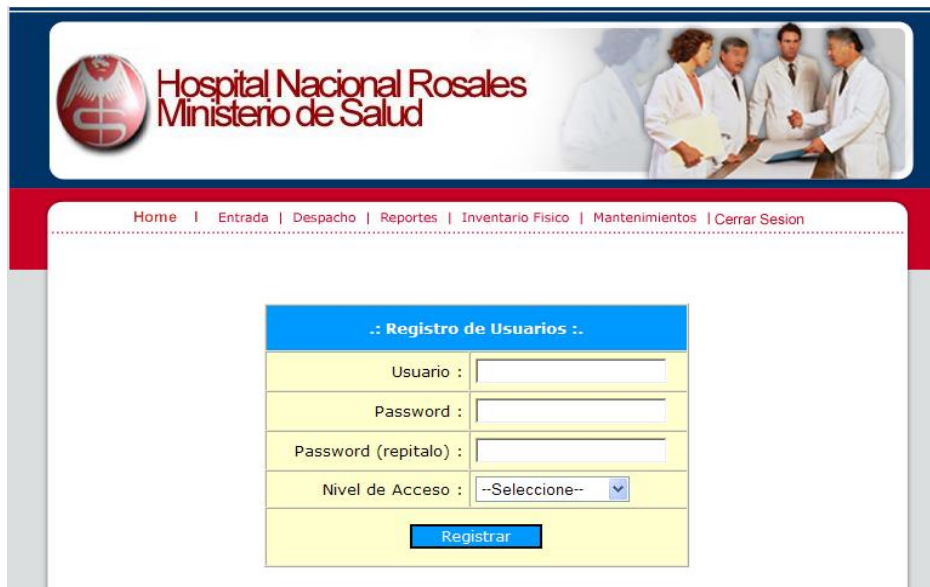 Hospital Nacional Rosales
Ministerio de Salud
Home | Entrada | Despacho | Reportes | Inventario Fisico | Mantenimientos | Cerrar Sesion
.: Registro de Usuarios :.
Usuario :
Password :
Password (repitalo) :
Nivel de Acceso : --Seleccione--
Registrar